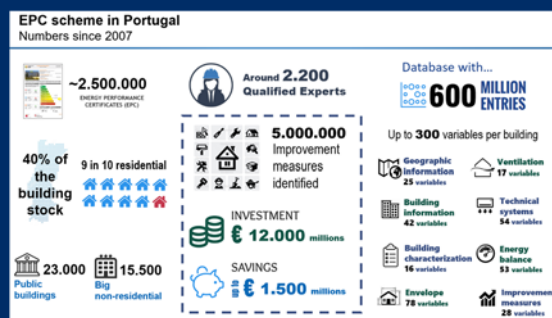 EPC scheme in Portugal
Numbers since 2007
~2.500.000
ENERGY PERFORMANCE
CERTIFICATES (EPC)
40% of
the
building
stock
9 in 10 residential
23.000
Public
buildings
15.500
Big
non-residential
Around 2.200
Qualified Experts
5.000.000
Improvement
measures
identified
INVESTMENT
€ 12.000 millions
SAVINGS
€ 1.500 millions
Database with...
600 MILLION
ENTRIES
Up to 300 variables per building
Geographic
information
25 variables
Ventilation
17 variables
Building
information
42 variables
Technical
systems
54 variables
Building
characterization
16 variables
Energy
balance
53 variables
Envelope
78 variables
Improvement
measures
28 variables